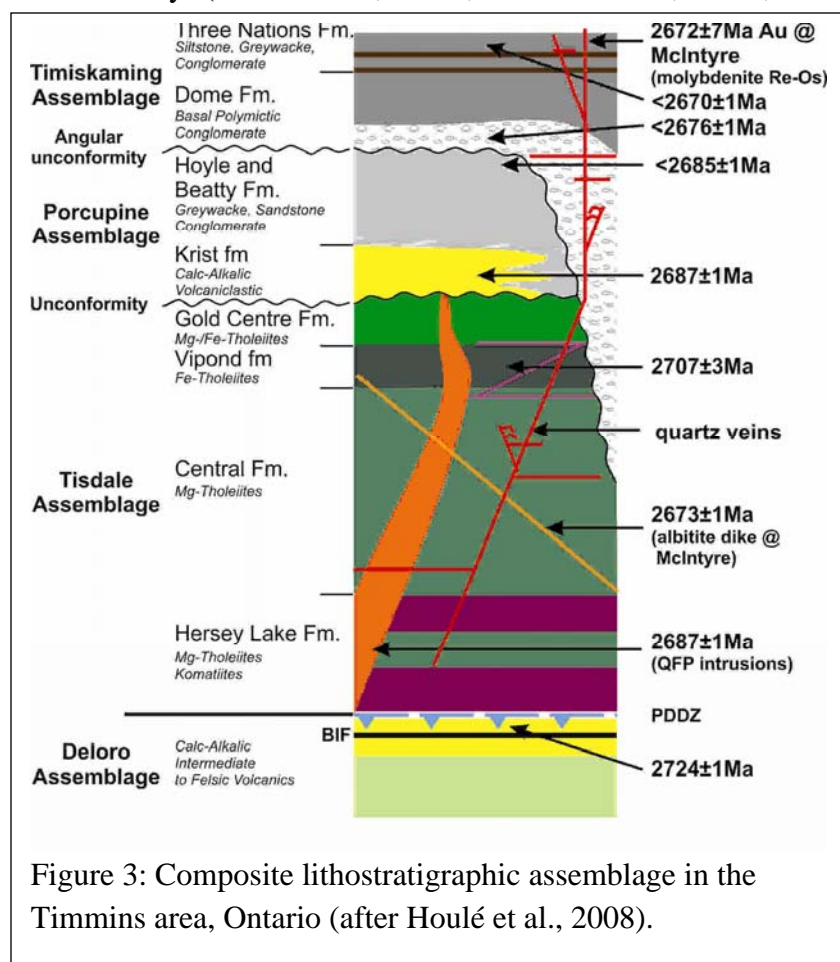 Three Nations Fm.
Siltstone, Greywacke,
Conglomerate
Timiskaming
Assemblage
Dome Fm.
Basal Polymictic
Conglomerate
Angular
unconformity
Hoyle and
Beatty Fm.
Greywacke, Sandstone
Conglomerate
Porcupine
Assemblage
Krist fm
Calc-Alkalic
Volcaniclastic
Unconformity
Gold Centre Fm.
Mg-/Fe-Tholeiites
Vipond fm
Fe-Tholeiites
Tisdale
Assemblage
Central Fm.
Mg-Tholeiites
Hersey Lake Fm.
Mg-Tholeiites
Komatiites
BIF
Deloro
Assemblage
Calc-Alkalic
Intermediate
to Felsic Volcanics
2672±7Ma Au @
McIntyre
(molybdenite Re-Os)
<2670±1Ma
<2676±1Ma
<2685±1Ma
2687±1Ma
2707±3Ma
quartz veins
2673±1Ma
(albitite dike @
McIntyre)
2687±1Ma
(QFP intrusions)
PDDZ
2724±1Ma
Figure 3: Composite lithostratigraphic assemblage in the
Timmins area, Ontario (after Houlé et al., 2008).